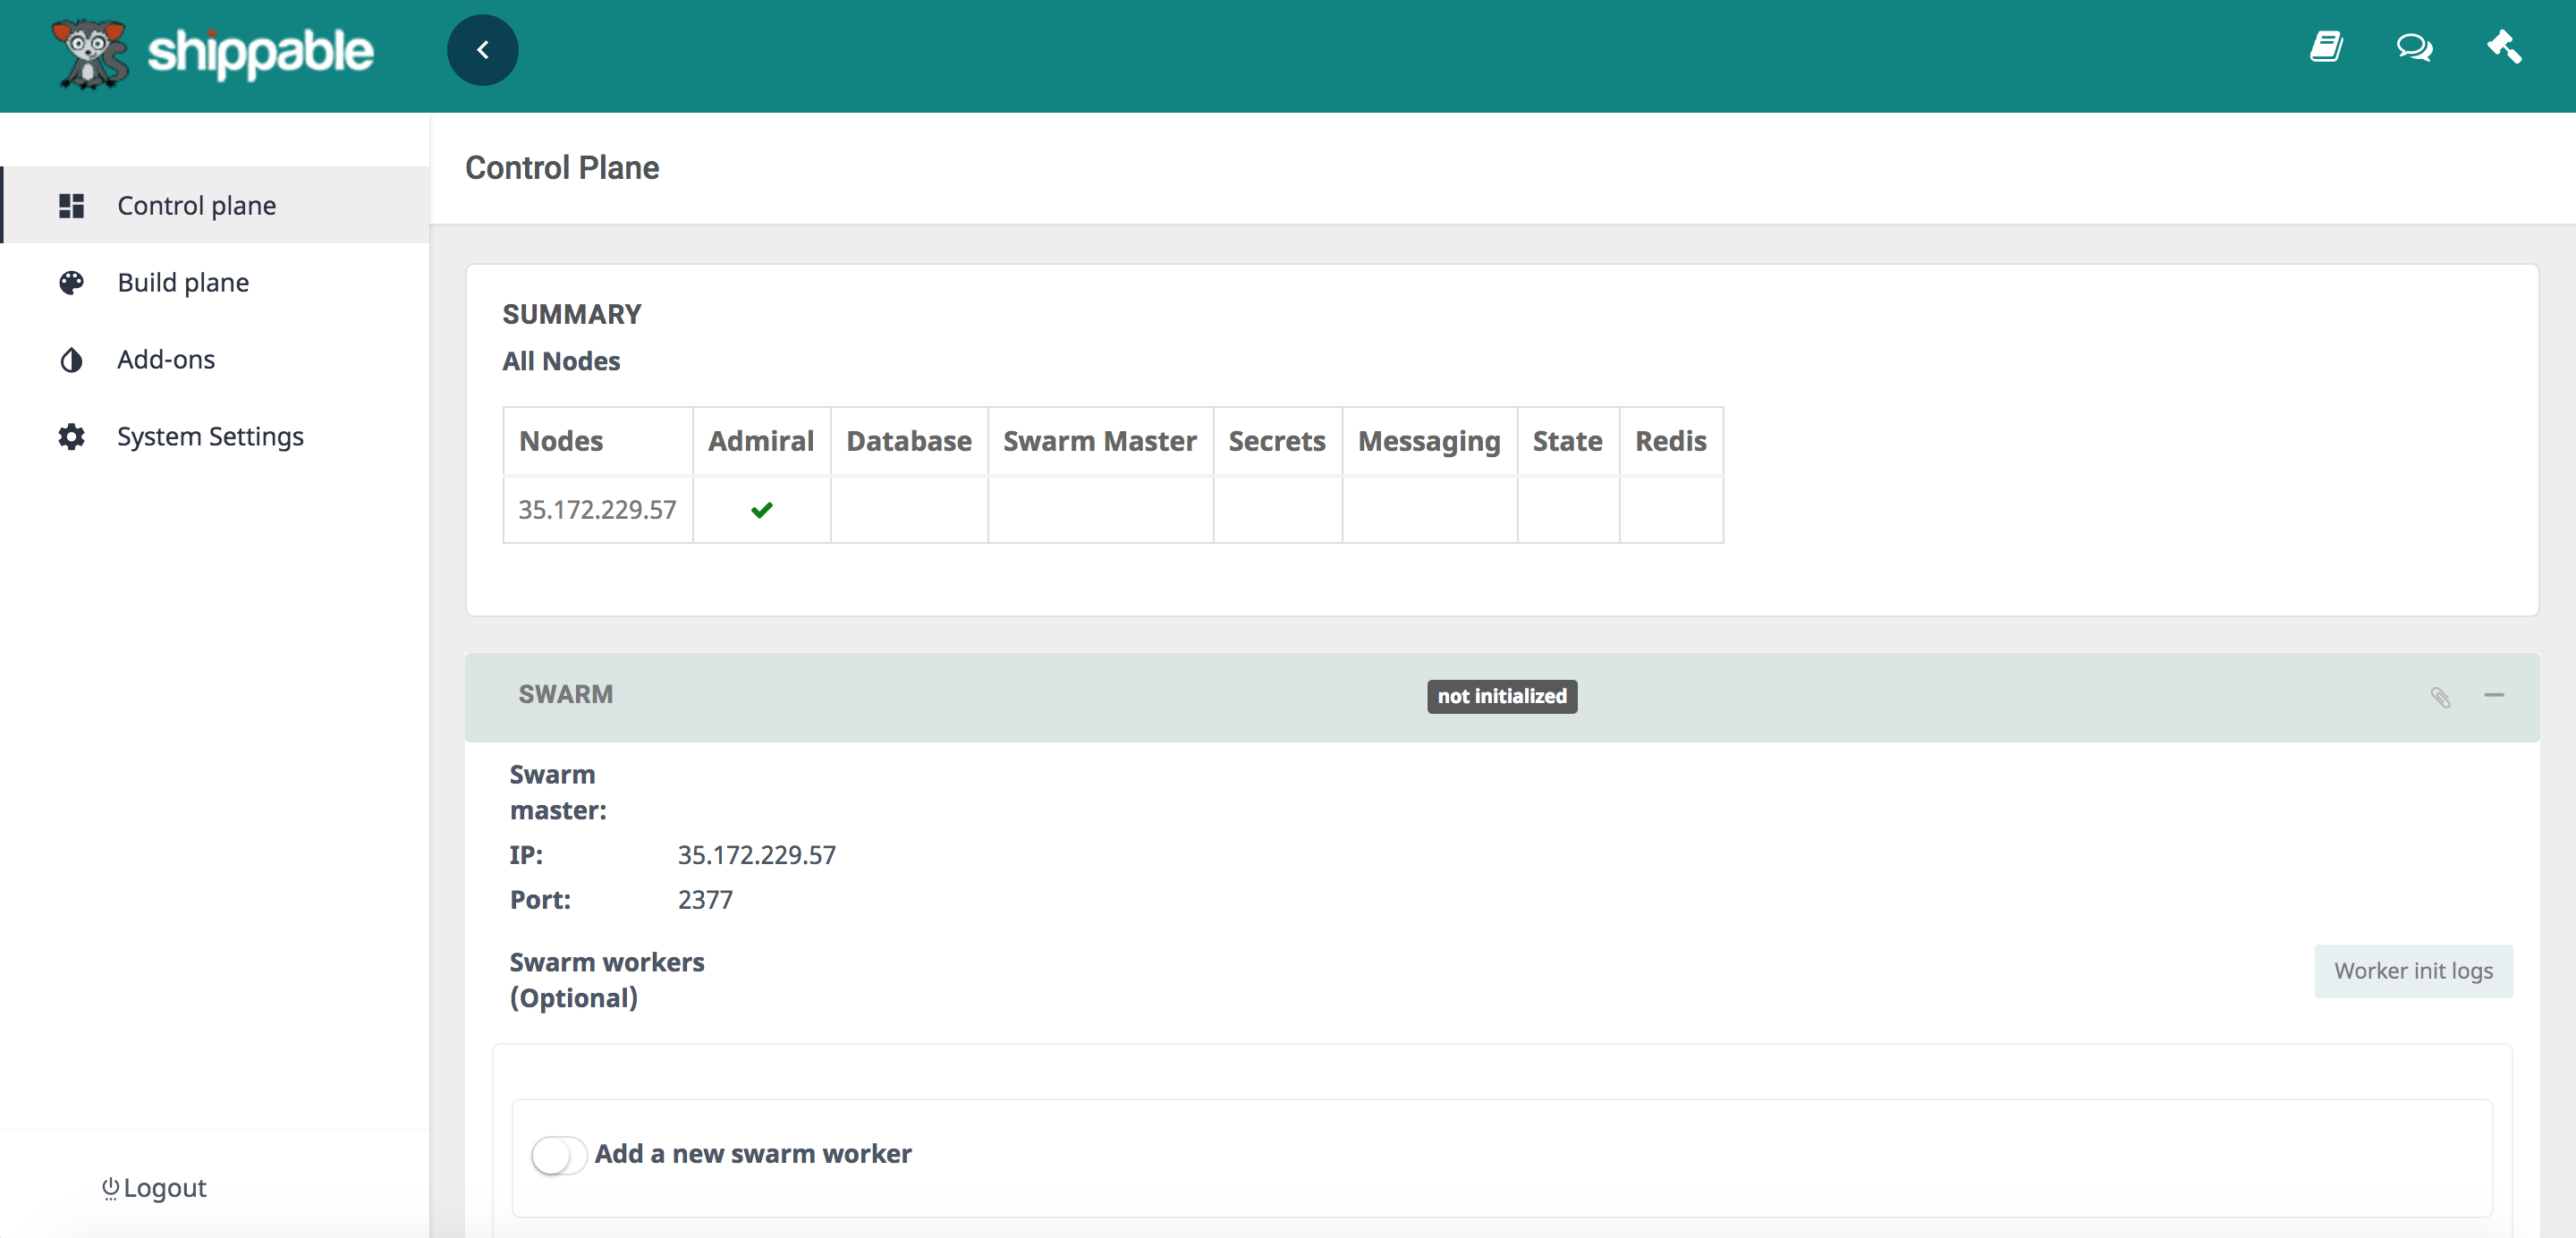 shippable
Control plane
Build plane
Add-ons
System Settings
Logout
Control Plane
SUMMARY
All Nodes
Nodes Admiral Database Swarm Master Secrets Messaging State Redis
35.172.229.57
SWARM not initialized
Swarm
master:
IP: 35.172.229.57
Port: 2377
Swarm workers
(Optional)
Worker init logs
Add a new swarm worker